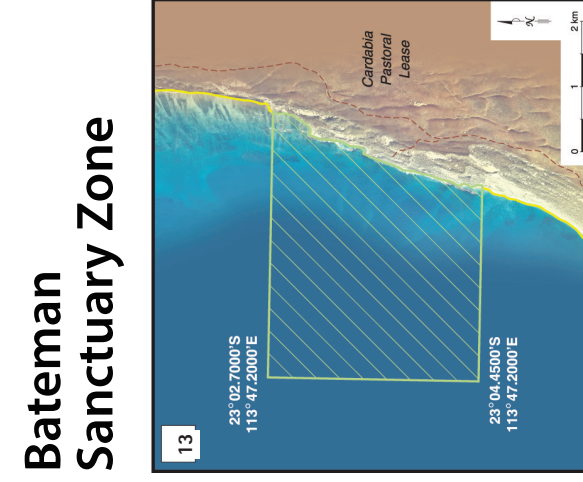 Bateman
Sanctuary Zone
13
23°02.7000'S
113°47.2000'E
23°04.4500'S
113°47.2000'E
Cardabia
Pastoral
Lease
N
0 1 2 km